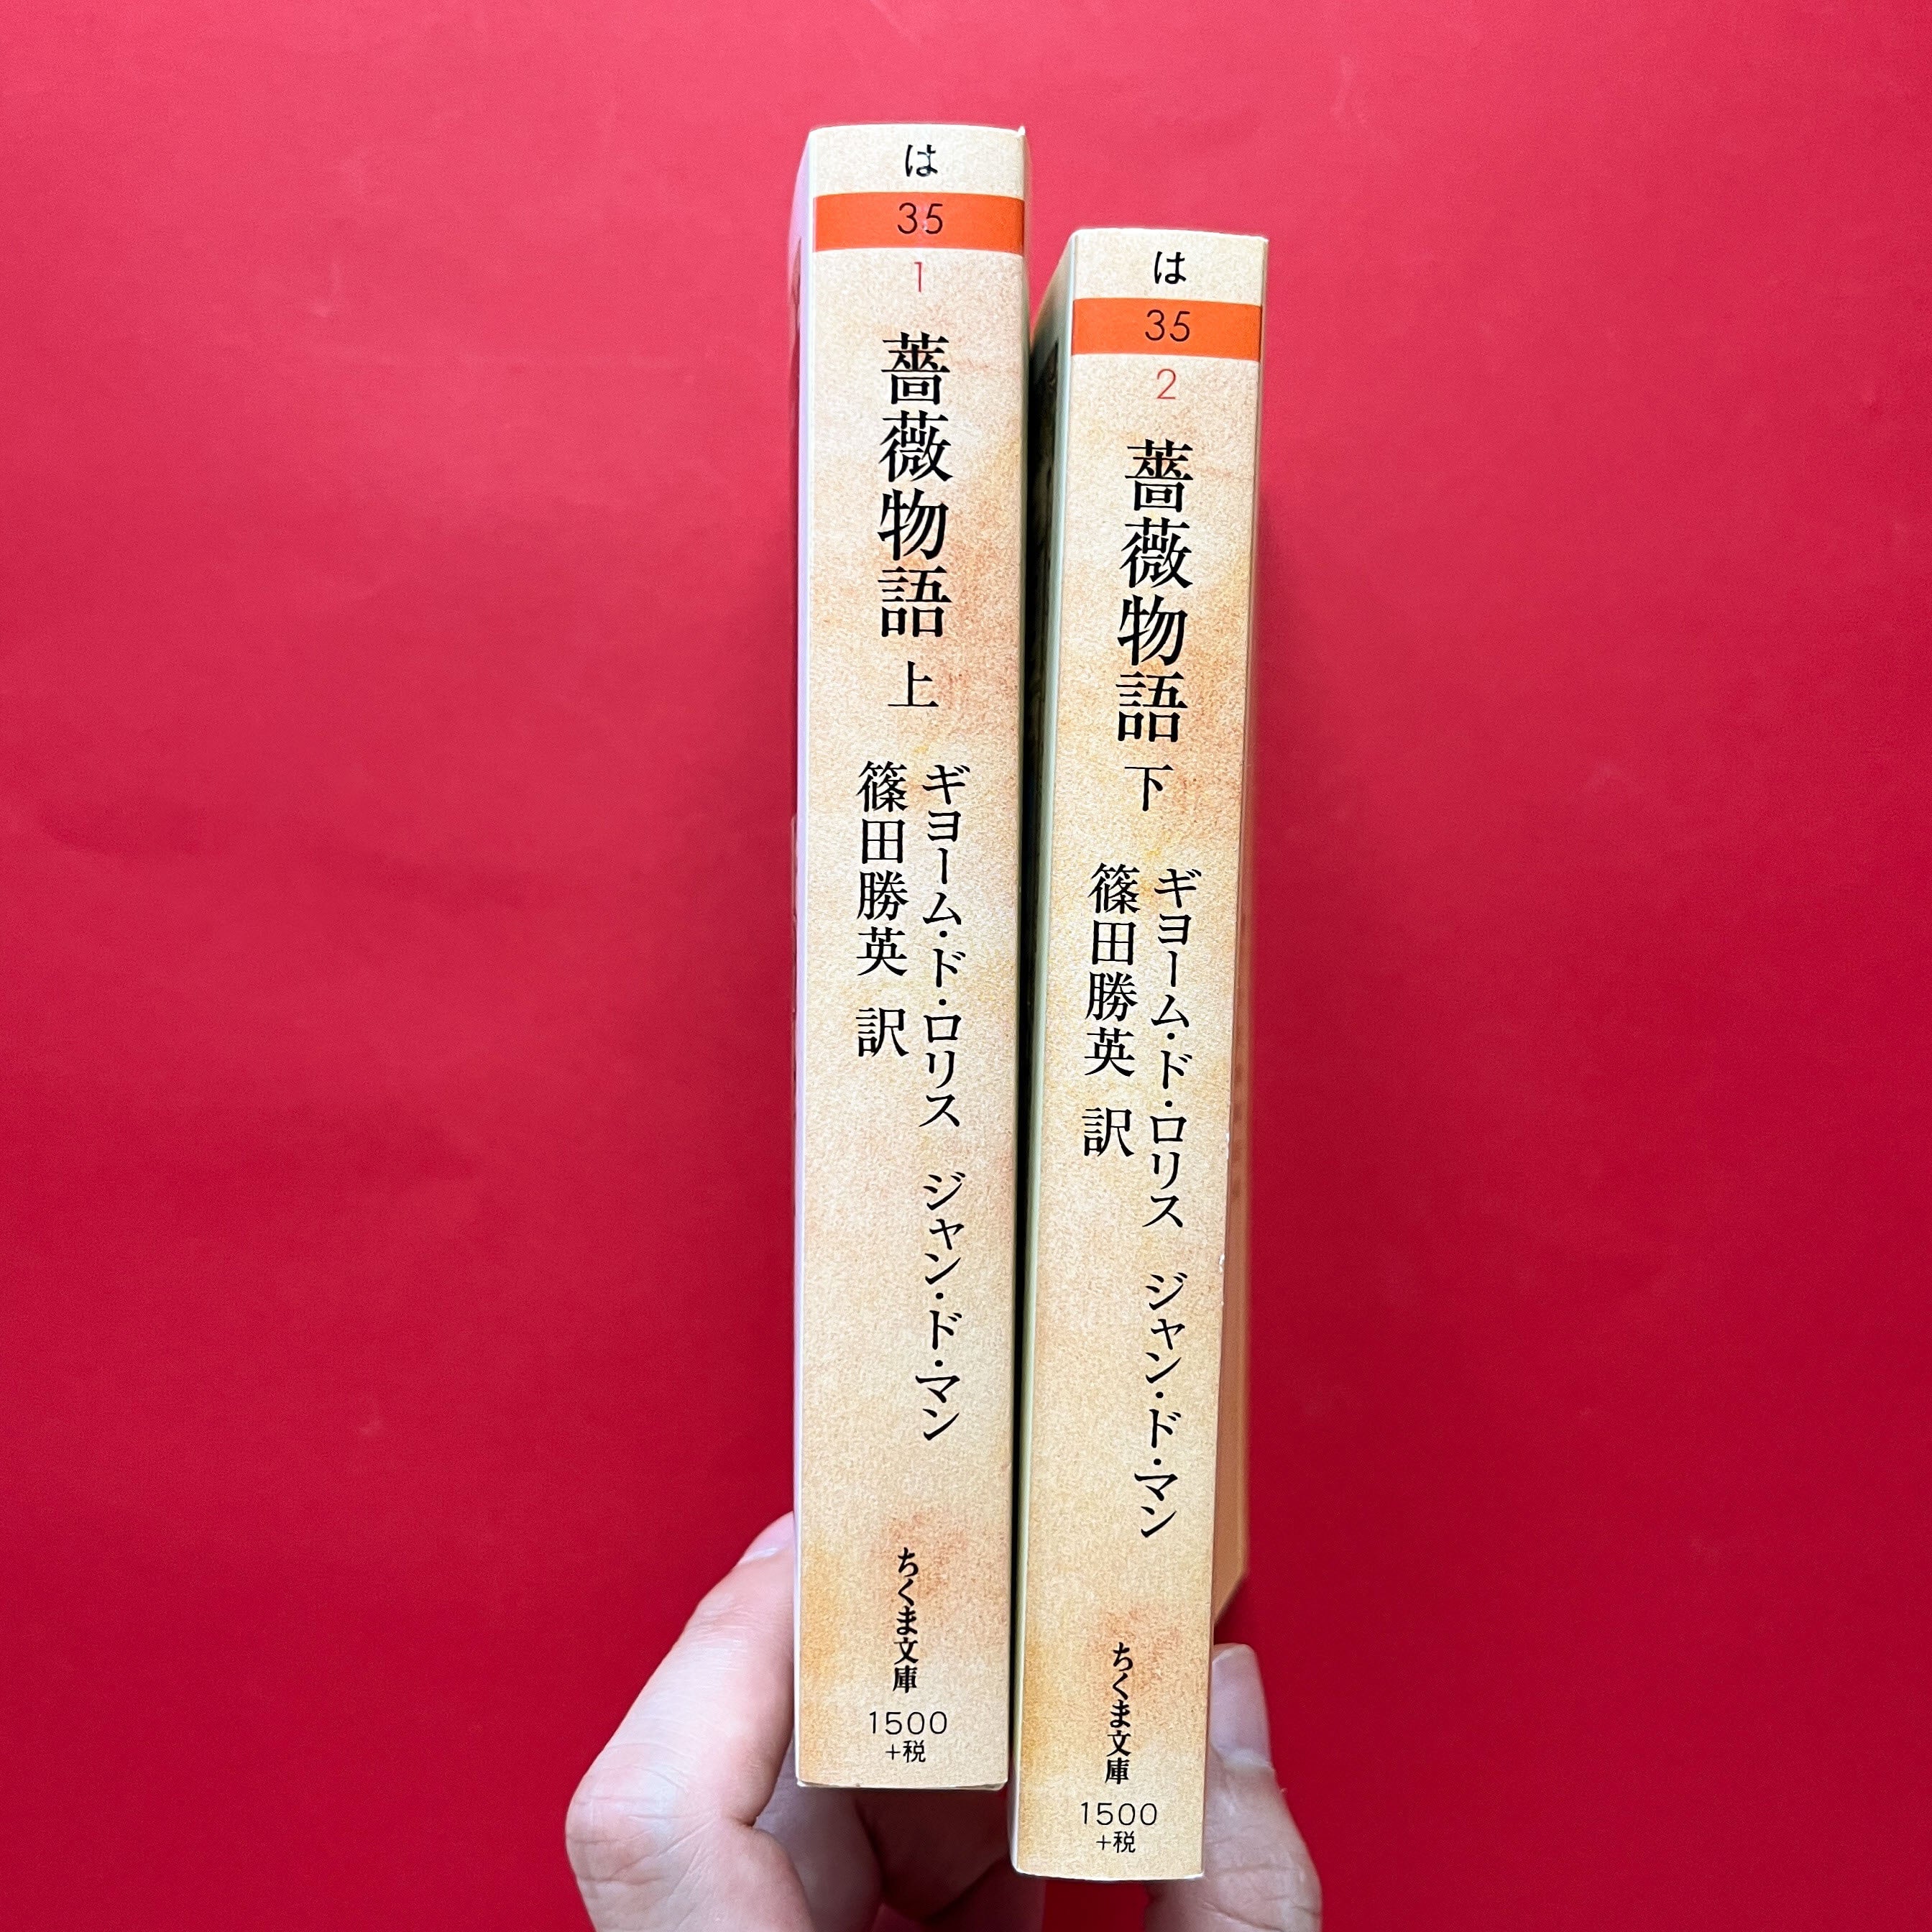 は
35
1
薔薇物語 上
ギヨーム・ド・ロリス ジャン・ド・マン
篠田勝英 訳
ちくま文庫
1500
+税
は
35
2
薔薇物語 下
ギヨーム・ド・ロリス ジャン・ド・マン
篠田勝英 訳
ちくま文庫
1500
+税